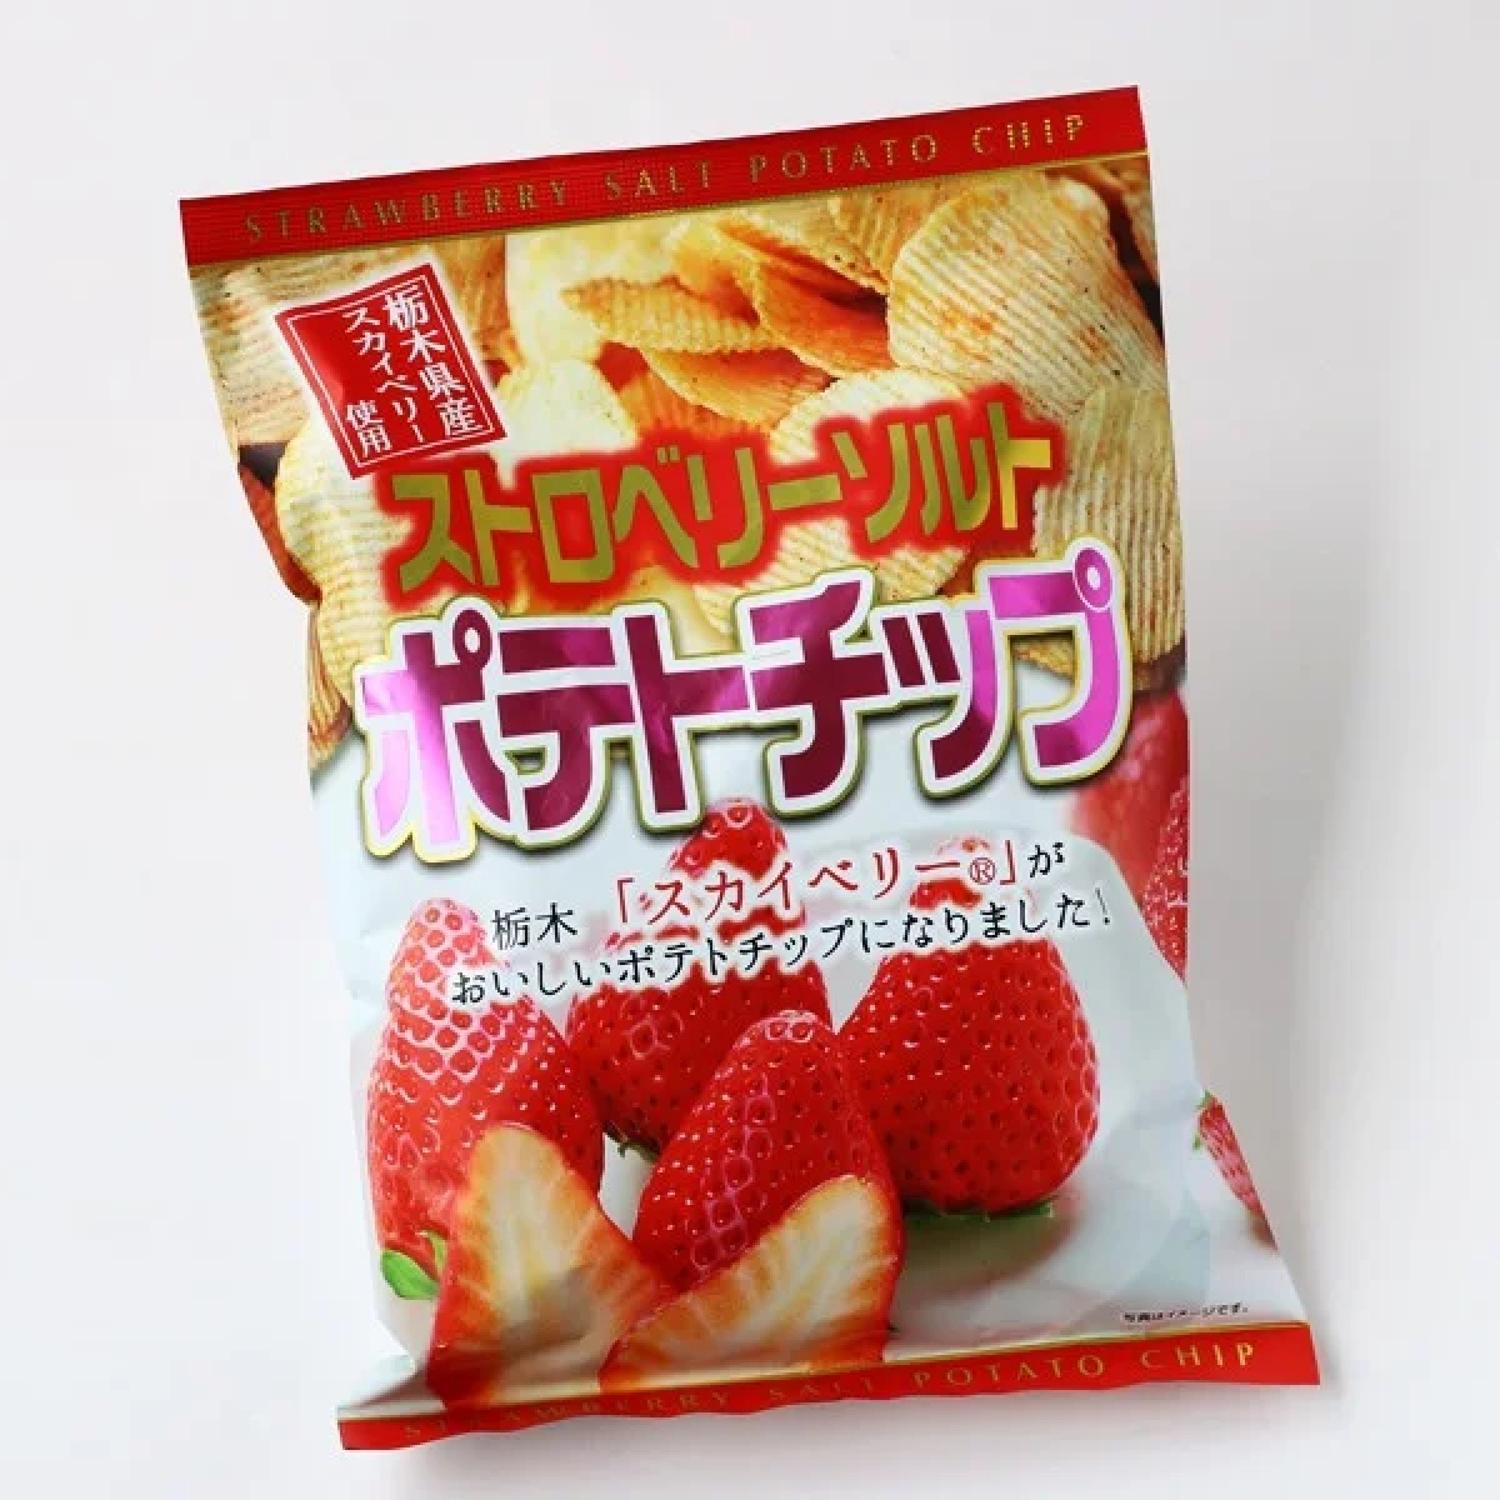 STRAWBERRY SALT POTATO CHIP
栃木県産
スカイベリー
使用
ストロベリーソルト
ポテトチップ
栃木「スカイベリー®」が
おいしいポテトチップになりました!
写真はイメージです。
STRAWBERRY SALT POTATO CHIP